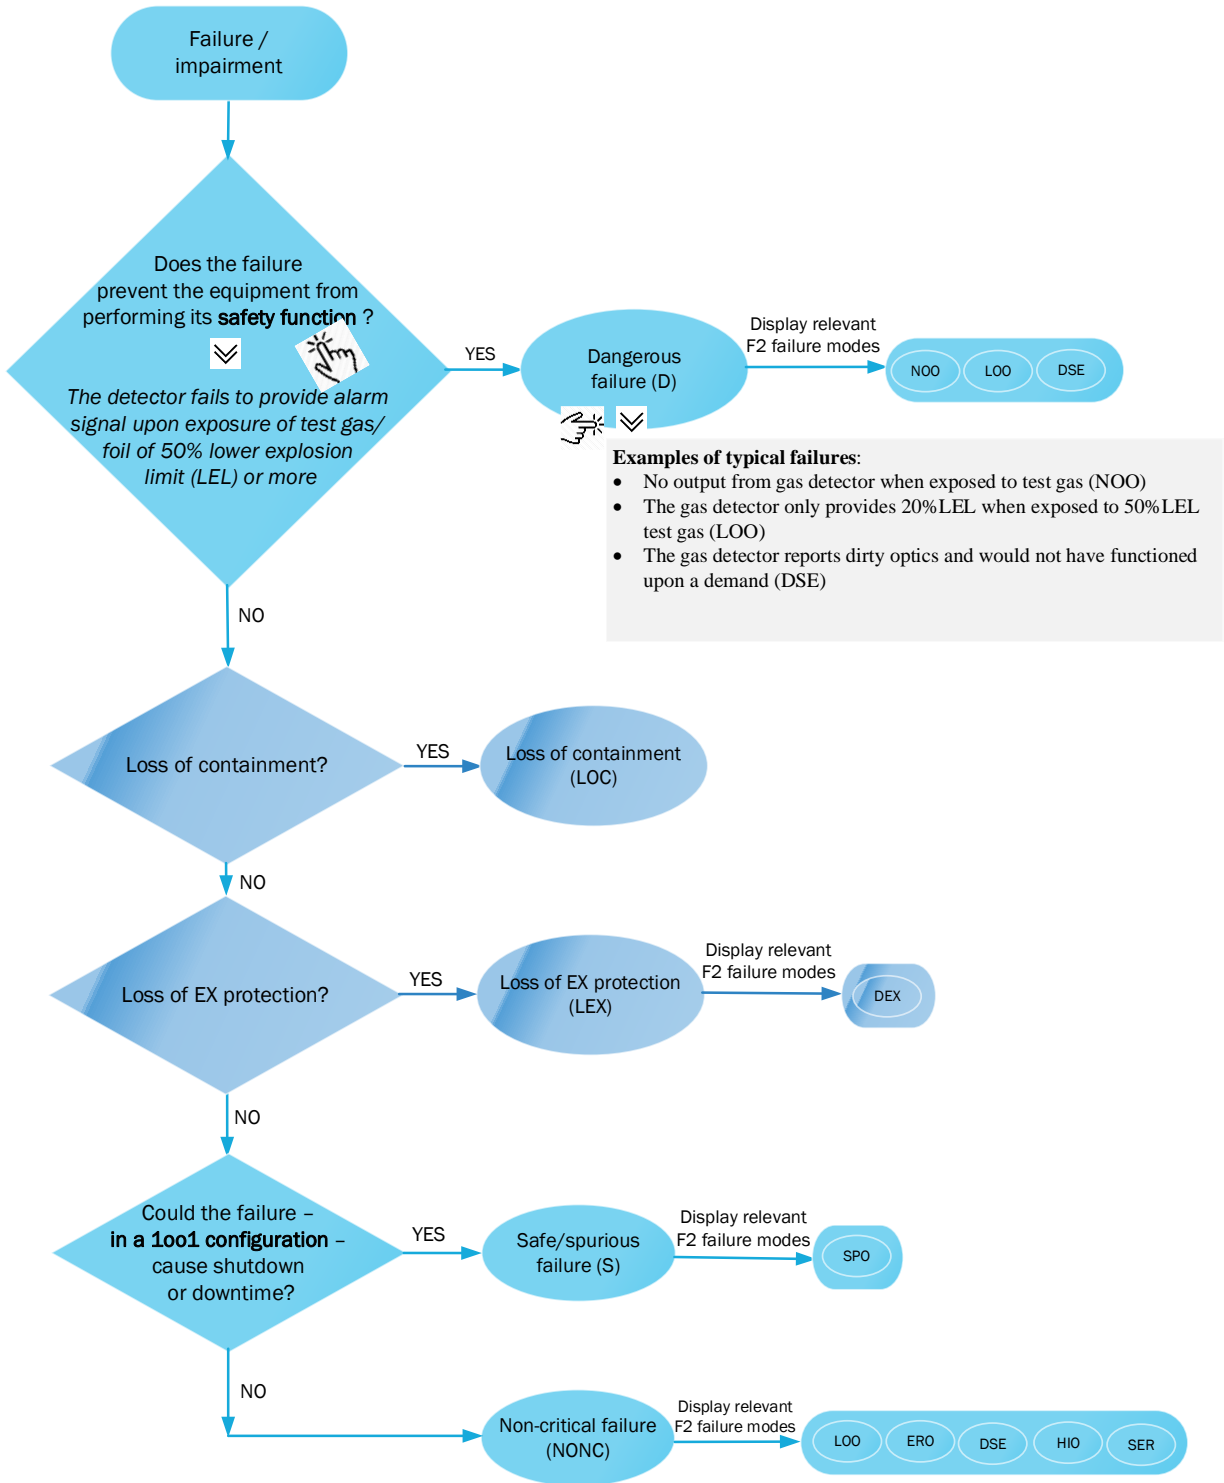 Failure /
impairment
Does the failure
prevent the equipment from
performing its safety function ?
The detector fails to provide alarm
signal upon exposure of test gas/
foil of 50% lower explosion
limit (LEL) or more
YES
Dangerous
failure (D)
Display relevant
F2 failure modes
NOO
LOO
DSE
Examples of typical failures:
• No output from gas detector when exposed to test gas (NOO)
• The gas detector only provides 20%LEL when exposed to 50%LEL
test gas (LOO)
• The gas detector reports dirty optics and would not have functioned
upon a demand (DSE)
NO
Loss of containment?
YES
Loss of containment
(LOC)
NO
Loss of EX protection?
YES
Loss of EX protection
(LEX)
Display relevant
F2 failure modes
DEX
NO
Could the failure –
in a 1oo1 configuration –
cause shutdown
or downtime?
YES
Safe/spurious
failure (S)
Display relevant
F2 failure modes
SPO
NO
Non-critical failure
(NONC)
Display relevant
F2 failure modes
LOO
ERO
DSE
HIO
SER